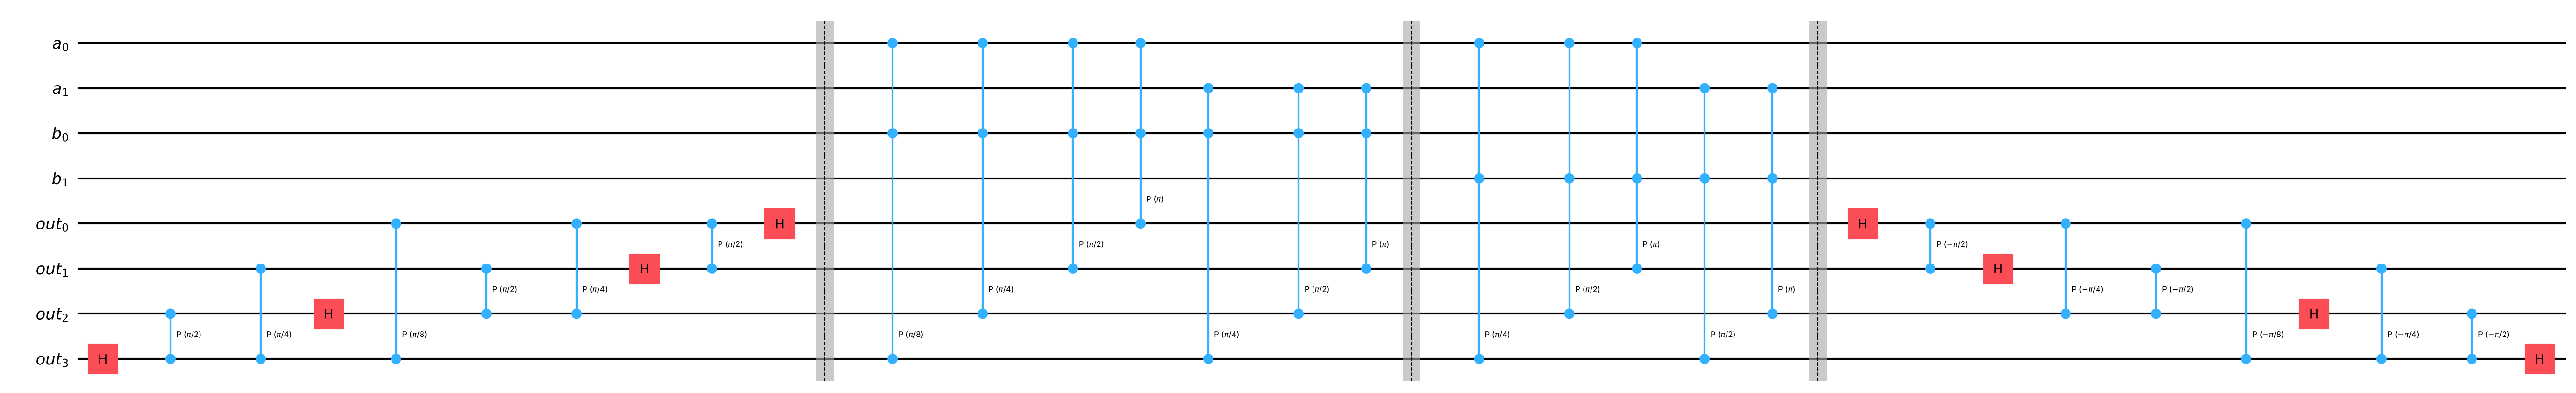 a0
a1
b0
b1
P (π)
out0 H H
P (π/2) P (π/2) P (π) P (π) P (−π/2)
out1 H H
P (π/2) P (π/4) P (π/4) P (π/2) P (π/2) P (π) P (−π/4) P (−π/2)
out2 H H
P (π/2) P (π/4) P (π/8) P (π/8) P (π/4) P (π/4) P (π/2) P (−π/8) P (−π/4) P (−π/2)
out3 H H